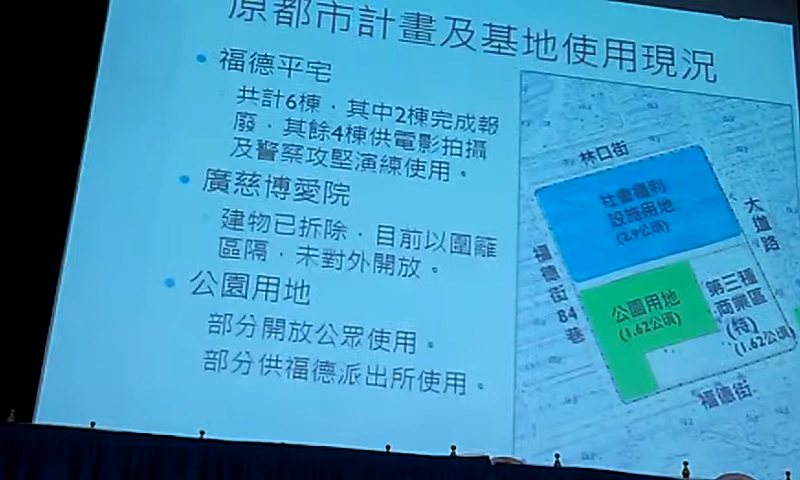 原都市計畫及基地使用現況
• 福德平宅
共計6棟，其中2棟完成報
廢，其餘4棟供電影拍攝
及警察攻堅演練使用。
• 廣慈博愛院
建物已拆除，目前以圍籬
區隔，未對外開放。
• 公園用地
部分開放公眾使用。
部分供福德派出所使用。
林口街
社會福利
設施用地
(2.9公頃)
大道路
福德街84巷
公園用地
(1.62公頃)
第三種
商業區
(特)
(1.62公頃)
福德街